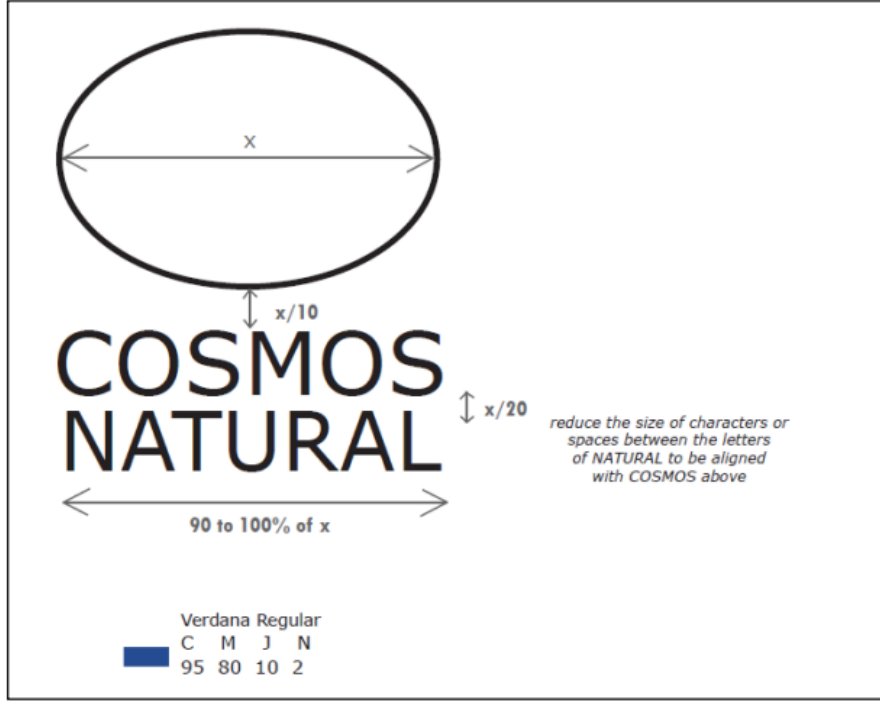 x
x/10
COSMOS
NATURAL
x/20
reduce the size of characters or
spaces between the letters
of NATURAL to be aligned
with COSMOS above
90 to 100% of x
Verdana Regular
C M J N
95 80 10 2